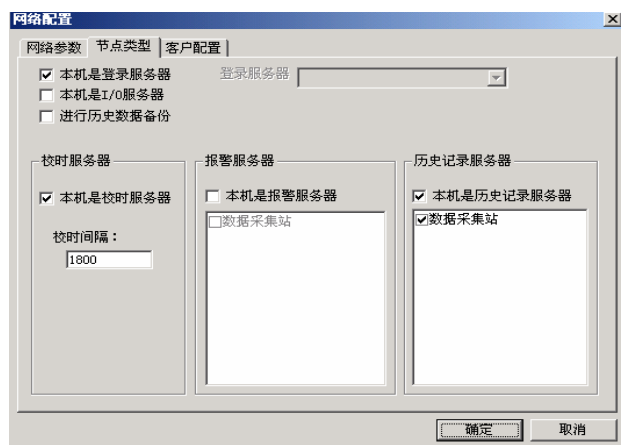 网络配置
网络参数 节点类型 客户配置
本机是登录服务器 登录服务器
本机是I/O服务器
进行历史数据备份
校时服务器 报警服务器 历史记录服务器
本机是校时服务器 本机是报警服务器 本机是历史记录服务器
数据采集站 数据采集站
校时间隔：
1800
确定 取消